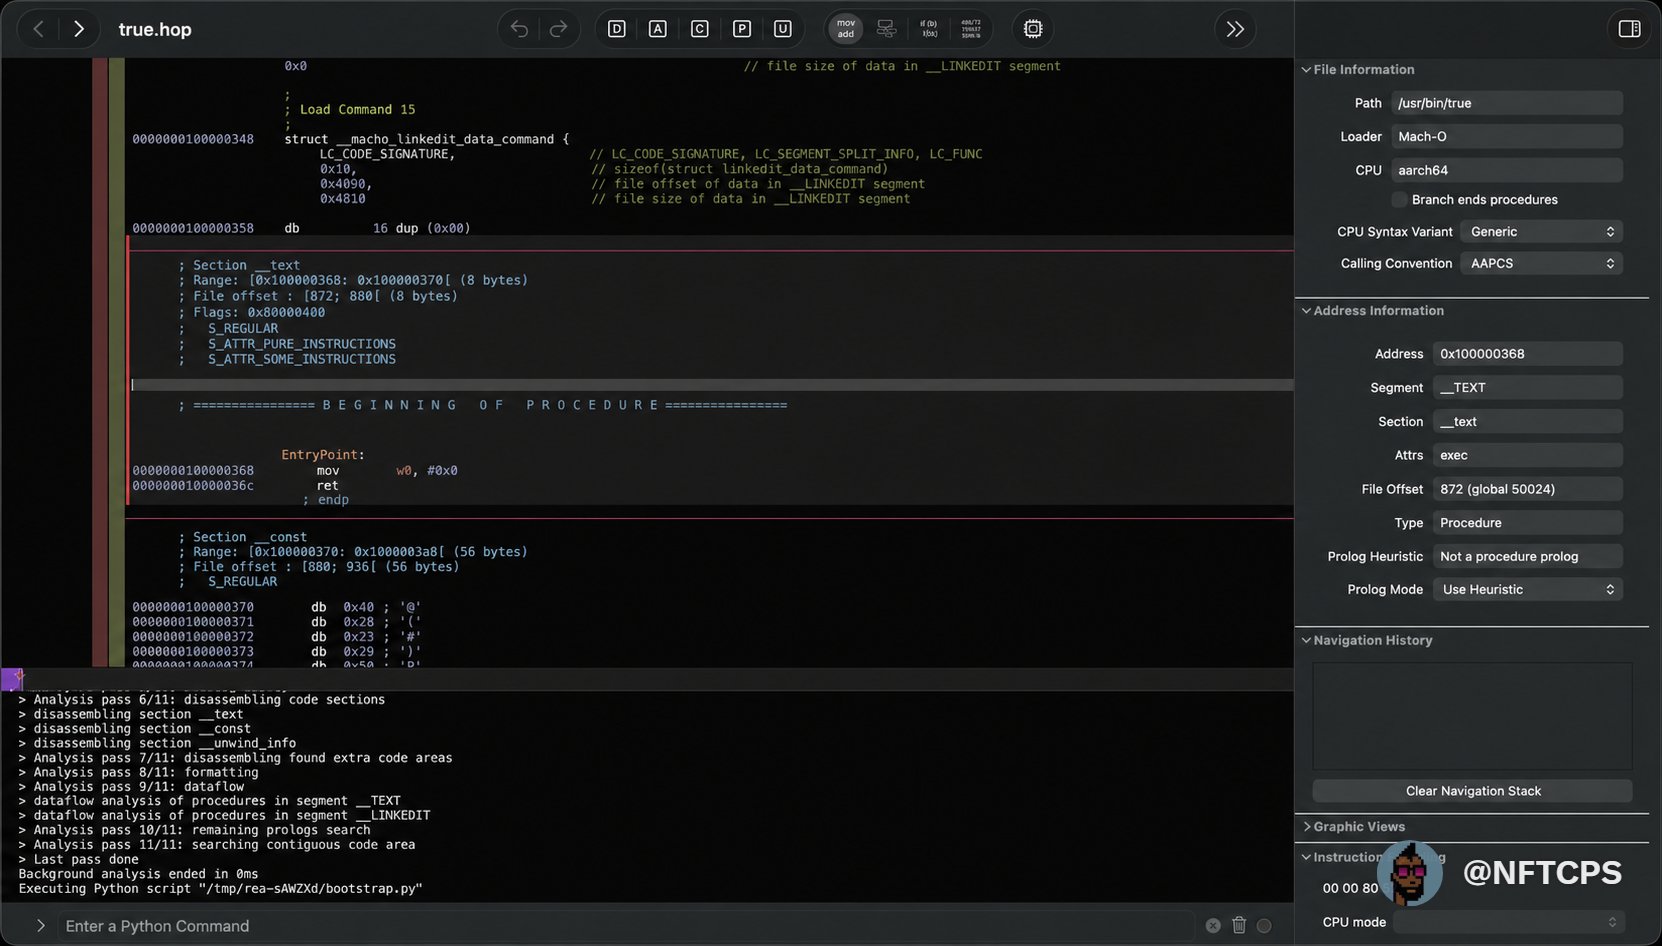 true.hop
D A C P U
mov
add
if (b)
File Information
Path /usr/bin/true
Loader Mach-O
CPU aarch64
Branch ends procedures
CPU Syntax Variant Generic
Calling Convention AAPCS
Address Information
Address 0x100000368
Segment __TEXT
Section __text
Attrs exec
File Offset 872 (global 50024)
Type Procedure
Prolog Heuristic Not a procedure prolog
Prolog Mode Use Heuristic
Navigation History
Clear Navigation Stack
Graphic Views
Instruction
00 00 80
CPU mode
@NFTCPS
0x0 // file size of data in __LINKEDIT segment
;
; Load Command 15
;
0000000100000348 struct __macho_linkedit_data_command {
LC_CODE_SIGNATURE, // LC_CODE_SIGNATURE, LC_SEGMENT_SPLIT_INFO, LC_FUNC
0x10, // sizeof(struct linkedit_data_command)
0x4090, // file offset of data in __LINKEDIT segment
0x4810 // file size of data in __LINKEDIT segment
0000000100000358 db 16 dup (0x00)
; Section __text
; Range: [0x100000368: 0x100000370[ (8 bytes)
; File offset : [872; 880[ (8 bytes)
; Flags: 0x80000400
; S_REGULAR
; S_ATTR_PURE_INSTRUCTIONS
; S_ATTR_SOME_INSTRUCTIONS
; ================ B E G I N N I N G O F P R O C E D U R E ================
EntryPoint:
0000000100000368 mov w0, #0x0
000000010000036c ret
; endp
; Section __const
; Range: [0x100000370: 0x1000003a8[ (56 bytes)
; File offset : [880; 936[ (56 bytes)
; S_REGULAR
0000000100000370 db 0x40 ; '@'
0000000100000371 db 0x28 ; '('
0000000100000372 db 0x23 ; '#'
0000000100000373 db 0x29 ; ')'
0000000100000374 db 0x50 ; 'P'
> Analysis pass 6/11: disassembling code sections
> disassembling section __text
> disassembling section __const
> disassembling section __unwind_info
> Analysis pass 7/11: disassembling found extra code areas
> Analysis pass 8/11: formatting
> Analysis pass 9/11: dataflow
> dataflow analysis of procedures in segment __TEXT
> dataflow analysis of procedures in segment __LINKEDIT
> Analysis pass 10/11: remaining prologs search
> Analysis pass 11/11: searching contiguous code area
> Last pass done
Background analysis ended in 0ms
Executing Python script "/tmp/rea-sAWZXd/bootstrap.py"
> Enter a Python Command